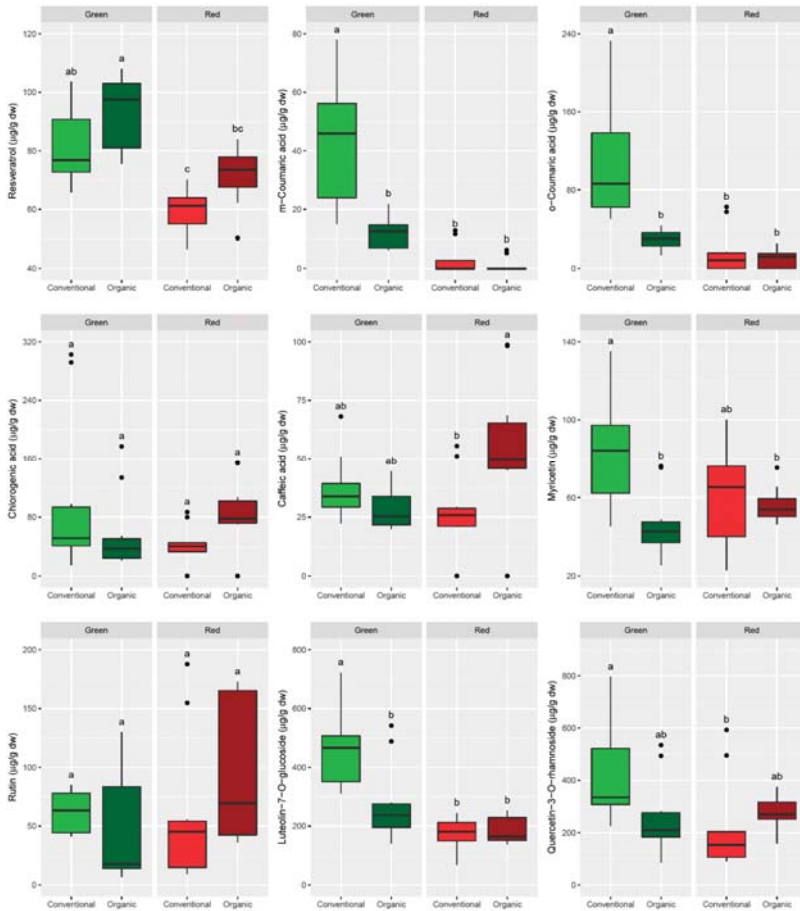 Green Red
Resveratrol (µg/g dw)
120
100
80
60
40
ab a c bc
Conventional Organic Conventional Organic
Green Red
m−Coumaric acid (µg/g dw)
80
60
40
20
0
a b b b
Conventional Organic Conventional Organic
Green Red
o−Coumaric acid (µg/g dw)
240
160
80
0
a b b b
Conventional Organic Conventional Organic
Green Red
Chlorogenic acid (µg/g dw)
320
240
160
80
0
a a a a
Conventional Organic Conventional Organic
Green Red
Caffeic acid (µg/g dw)
100
75
50
25
0
ab ab b a
Conventional Organic Conventional Organic
Green Red
Myricetin (µg/g dw)
140
100
60
20
a b ab b
Conventional Organic Conventional Organic
Green Red
Rutin (µg/g dw)
200
150
100
50
0
a a a a
Conventional Organic Conventional Organic
Green Red
Luteolin−7−O−glucoside (µg/g dw)
800
600
400
200
0
a b b b
Conventional Organic Conventional Organic
Green Red
Quercetin−3−O−rhamnoside (µg/g dw)
800
600
400
200
0
a ab b ab
Conventional Organic Conventional Organic